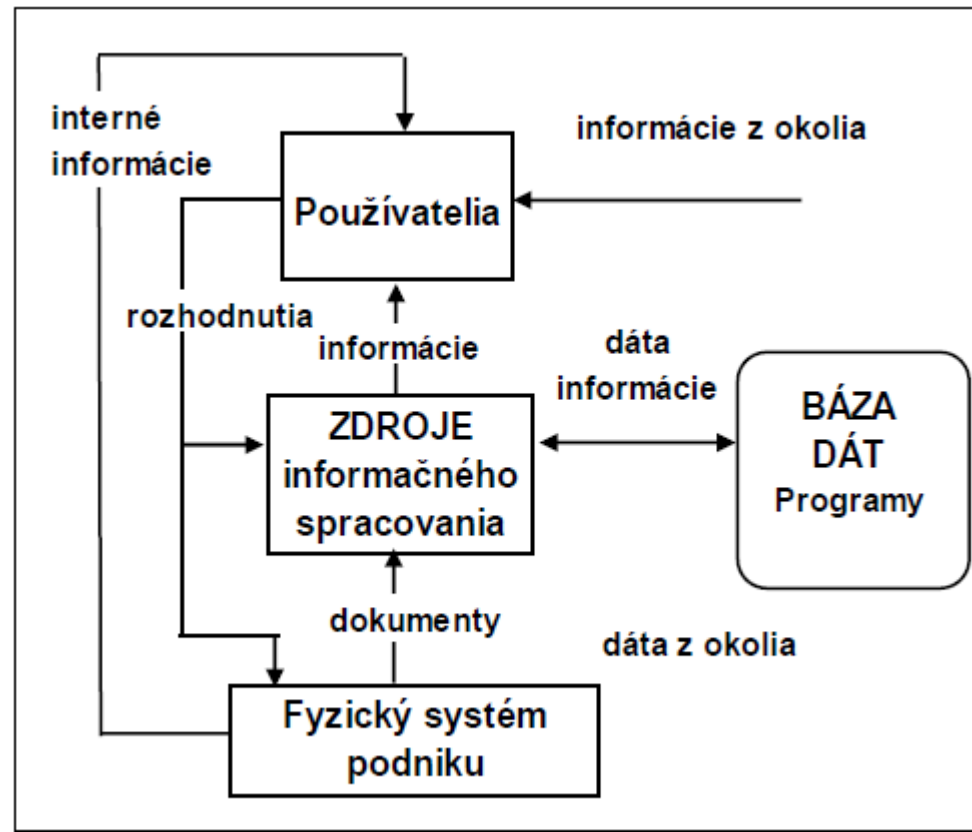 interné
informácie
informácie z okolia
Používatelia
rozhodnutia
informácie
dáta
informácie
ZDROJE
informačného
spracovania
BÁZA
DÁT
Programy
dokumenty
dáta z okolia
Fyzický systém
podniku